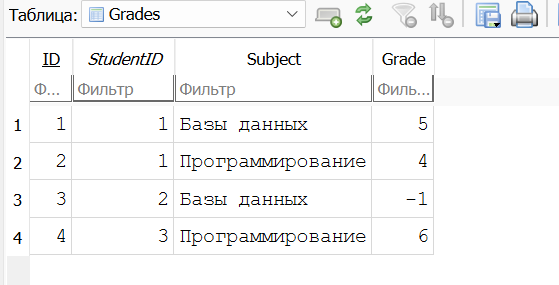 Таблица: Grades
ID StudentID Subject Grade
Ф... Фильтр Фильтр Филь...
1 1 1 Базы данных 5
2 2 1 Программирование 4
3 3 2 Базы данных -1
4 4 3 Программирование 6